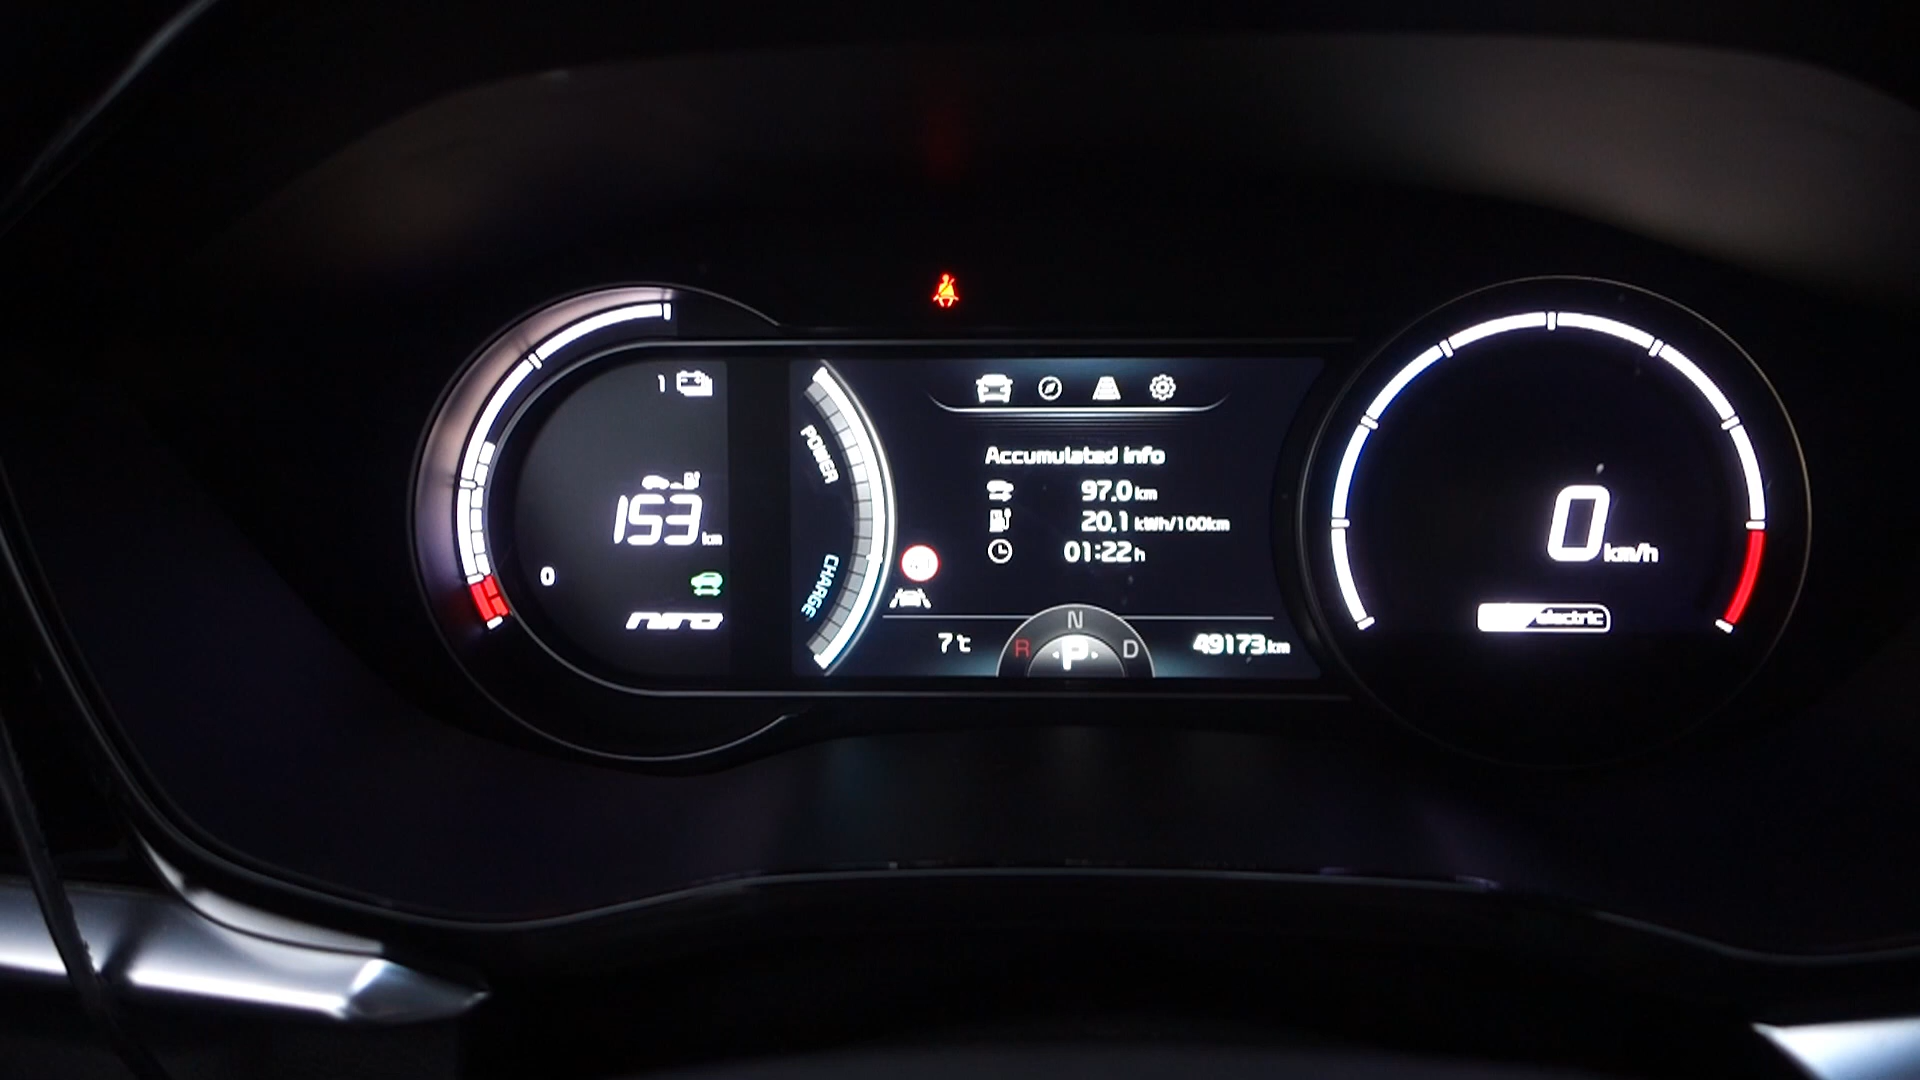 1
153 km
0
niro
POWER
CHARGE
Accumulated info
97.0 km
20.1 kWh/100km
01:22 h
7 ℃
R
N
P
D
49173 km
0 km/h
electric